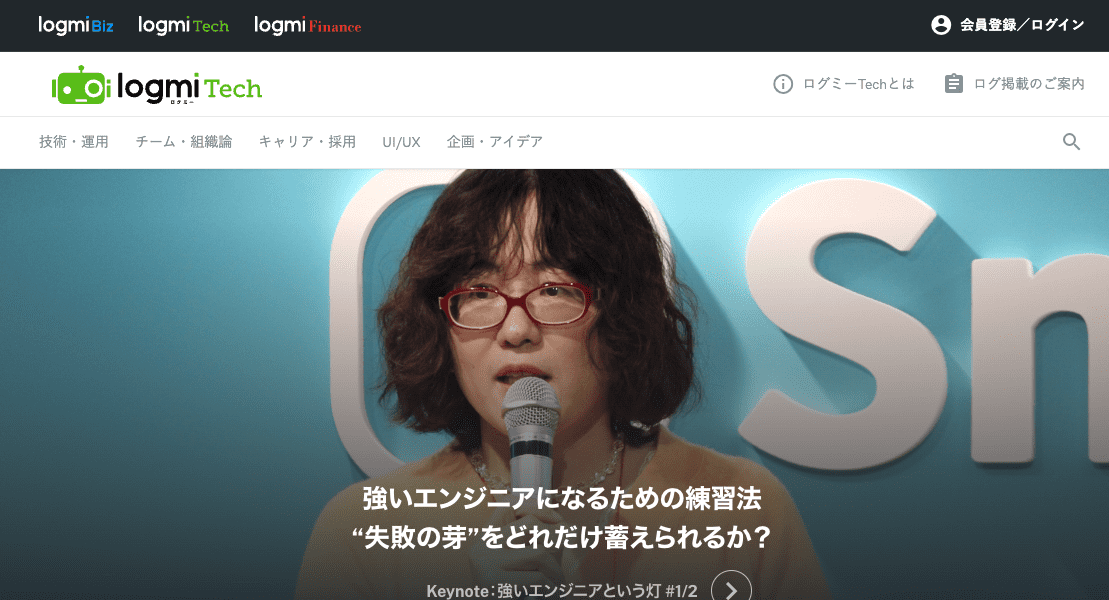 logmi Biz logmi Tech logmi Finance 会員登録／ログイン
logmi Tech
ログミー
ログミーTechとは ログ掲載のご案内
技術・運用 チーム・組織論 キャリア・採用 UI/UX 企画・アイデア
Sm
強いエンジニアになるための練習法
“失敗の芽”をどれだけ蓄えられるか？
Keynote：強いエンジニアという灯 #1/2